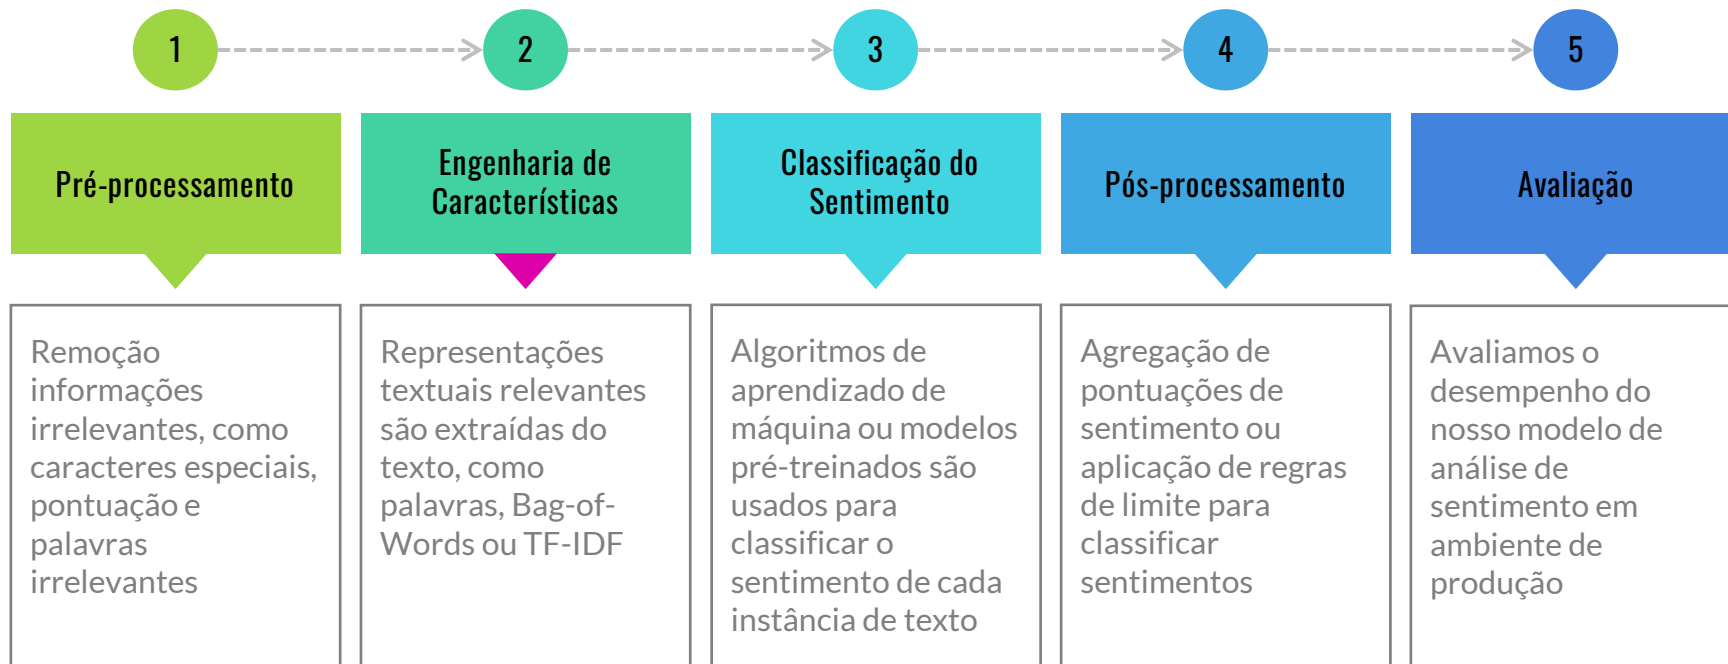 1
2
3
4
5
Pré-processamento
Engenharia de
Características
Classificação do
Sentimento
Pós-processamento
Avaliação
Remoção
informações
irrelevantes, como
caracteres especiais,
pontuação e
palavras
irrelevantes
Representações
textuais relevantes
são extraídas do
texto, como
palavras, Bag-of-
Words ou TF-IDF
Algoritmos de
aprendizado de
máquina ou modelos
pré-treinados são
usados para
classificar o
sentimento de cada
instância de texto
Agregação de
pontuações de
sentimento ou
aplicação de regras
de limite para
classificar
sentimentos
Avaliamos o
desempenho do
nosso modelo de
análise de
sentimento em
ambiente de
produção